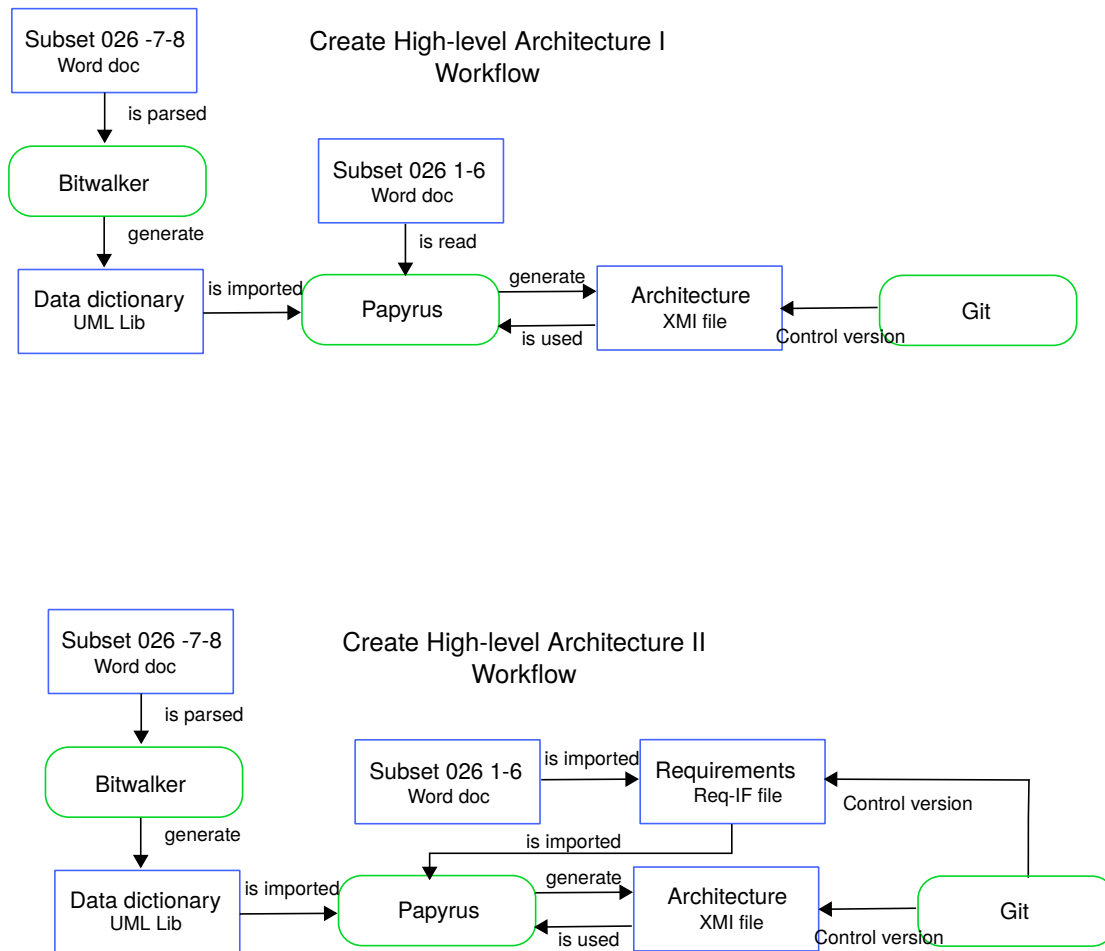 Subset 026 -7-8
Word doc
Create High-level Architecture I
Workflow
is parsed
Bitwalker
Subset 026 1-6
Word doc
generate
is read
Data dictionary
UML Lib
is imported
Papyrus
generate
is used
Architecture
XMI file
Control version
Git
Subset 026 -7-8
Word doc
Create High-level Architecture II
Workflow
is parsed
Bitwalker
Subset 026 1-6
Word doc
is imported
Requirements
Req-IF file
Control version
generate
is imported
Data dictionary
UML Lib
is imported
Papyrus
generate
is used
Architecture
XMI file
Control version
Git